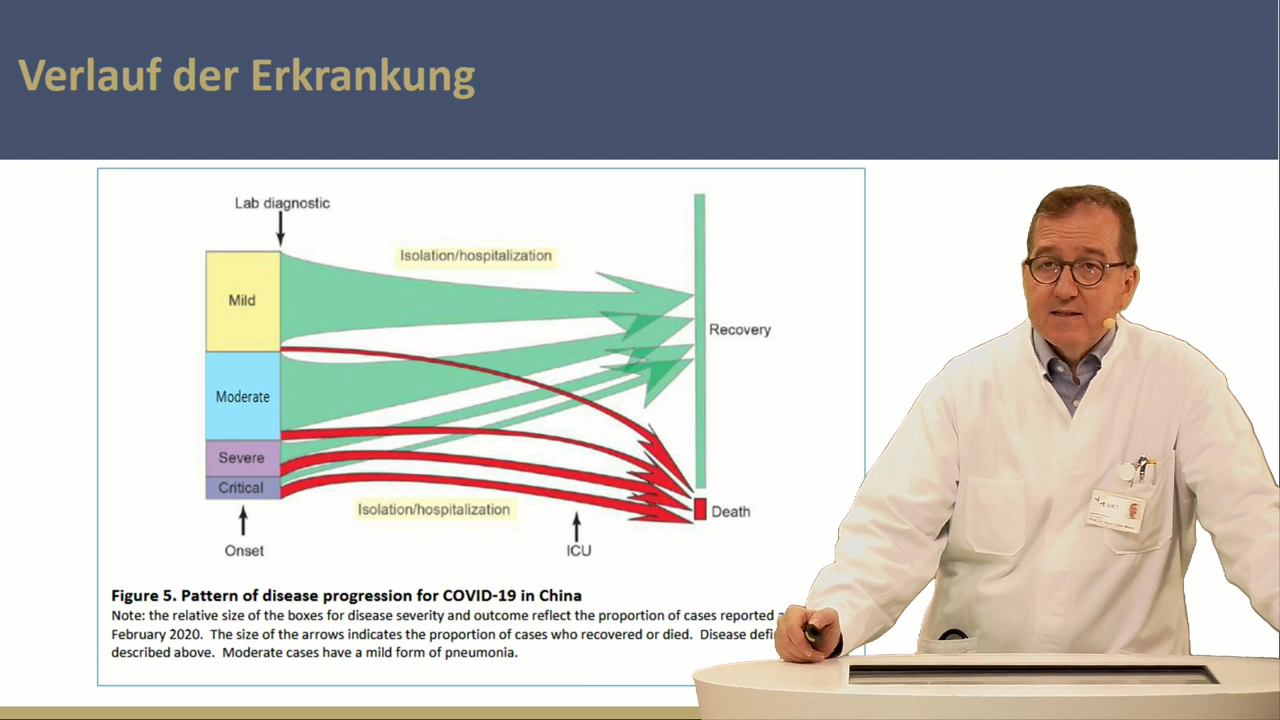 Verlauf der Erkrankung
Lab diagnostic
Isolation/hospitalization
Mild
Recovery
Moderate
Severe
Critical
Isolation/hospitalization
Death
Onset
ICU
Figure 5. Pattern of disease progression for COVID-19 in China
Note: the relative size of the boxes for disease severity and outcome reflect the proportion of cases reported
February 2020. The size of the arrows indicates the proportion of cases who recovered or died. Disease
described above. Moderate cases have a mild form of pneumonia.